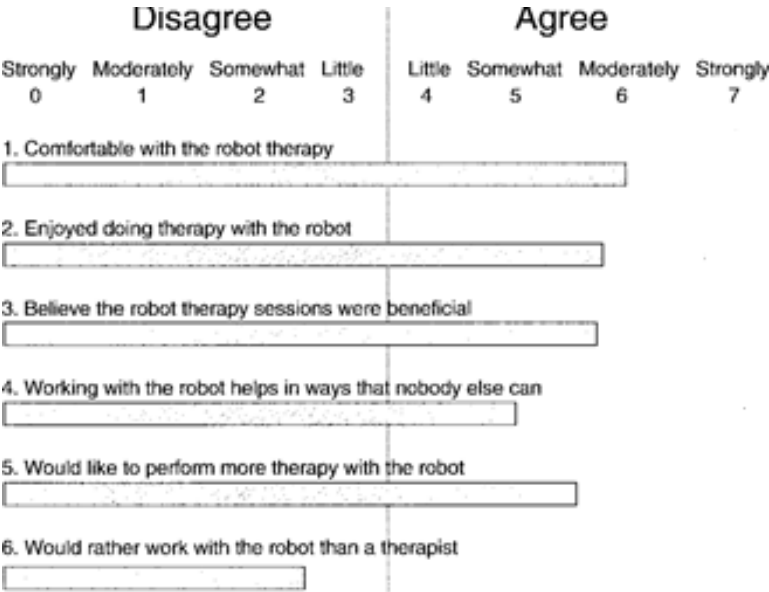 Disagree Agree
Strongly Moderately Somewhat Little Little Somewhat Moderately Strongly
0 1 2 3 4 5 6 7
1. Comfortable with the robot therapy
2. Enjoyed doing therapy with the robot
3. Believe the robot therapy sessions were beneficial
4. Working with the robot helps in ways that nobody else can
5. Would like to perform more therapy with the robot
6. Would rather work with the robot than a therapist